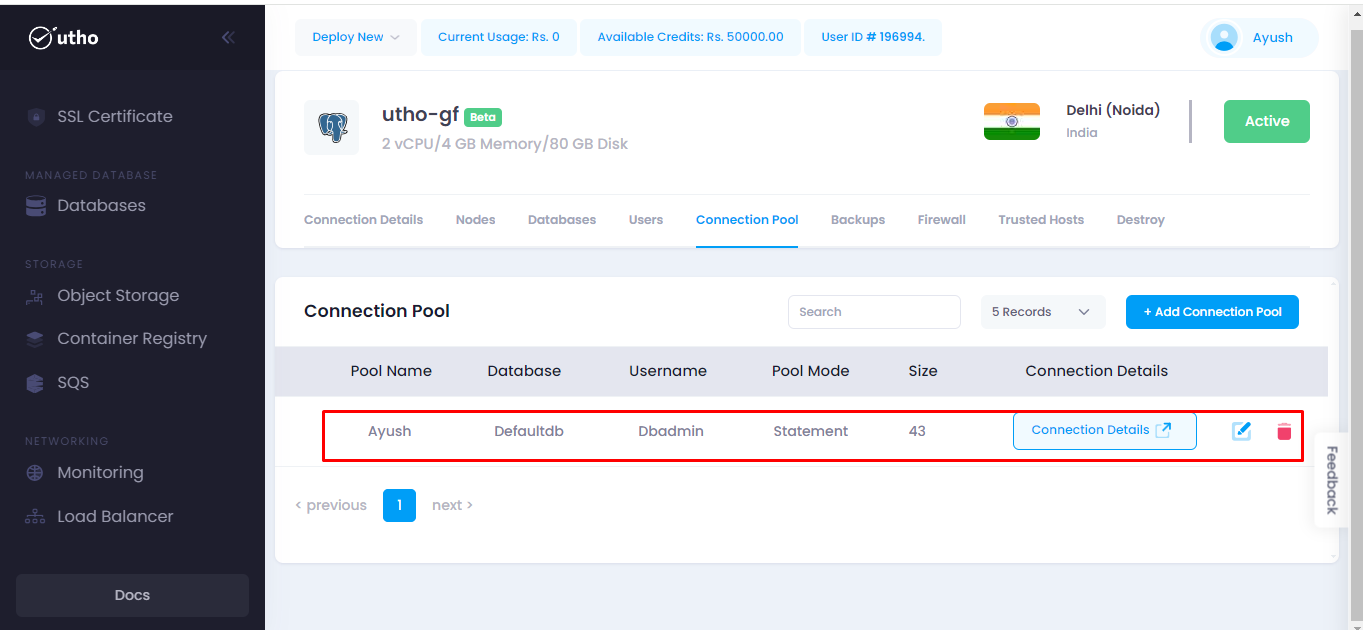 utho
SSL Certificate
MANAGED DATABASE
Databases
STORAGE
Object Storage
Container Registry
SQS
NETWORKING
Monitoring
Load Balancer
Docs
Deploy New
Current Usage: Rs. 0
Available Credits: Rs. 50000.00
User ID # 196994.
Ayush
utho-gf Beta
2 vCPU/4 GB Memory/80 GB Disk
Delhi (Noida)
India
Active
Connection Details Nodes Databases Users Connection Pool Backups Firewall Trusted Hosts Destroy
Connection Pool
Search
5 Records
+ Add Connection Pool
Pool Name Database Username Pool Mode Size Connection Details
Ayush Defaultdb Dbadmin Statement 43 Connection Details
< previous 1 next >
Feedback